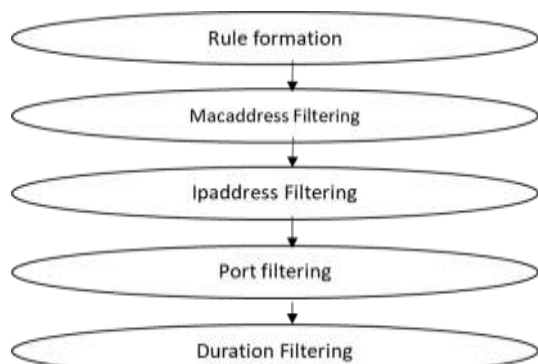 Rule formation
Macaddress Filtering
Ipaddress Filtering
Port filtering
Duration Filtering